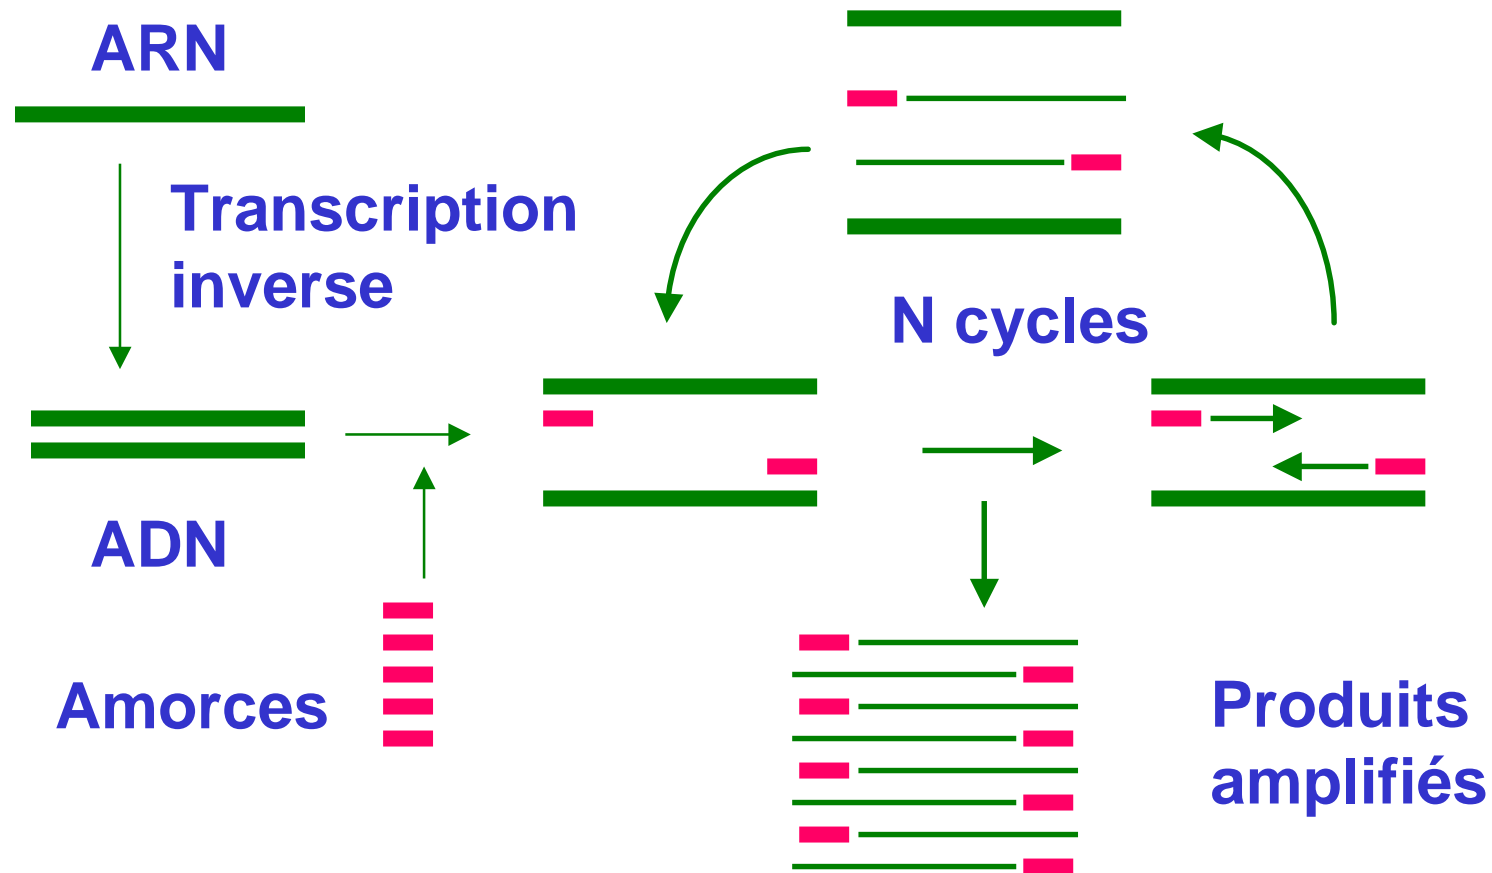 ARN
Transcription
inverse
N cycles
ADN
Amorces
Produits
amplifiés